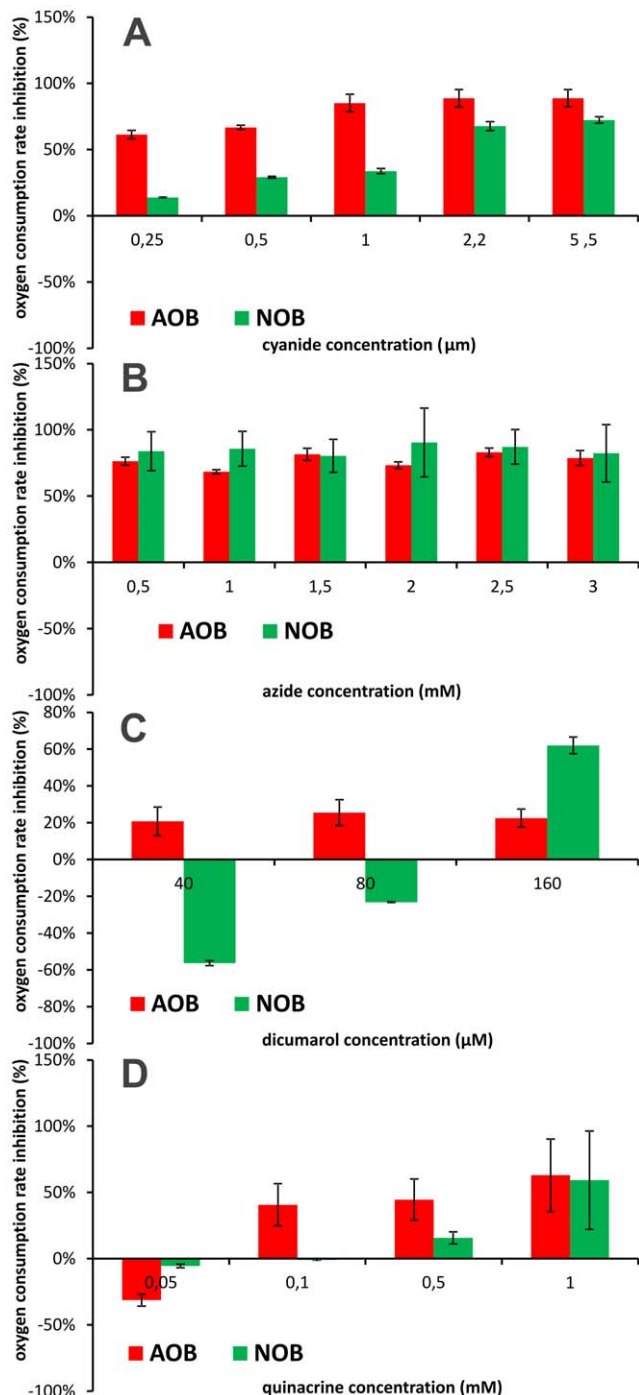 oxygen consumption rate inhibition (%)
150%
A
100%
50%
0%
0,25 0,5 1 2,2 5 ,5
-50%
AOB NOB
cyanide concentration (µm)
-100%
oxygen consumption rate inhibition (%)
150%
B
100%
50%
0%
0,5 1 1,5 2 2,5 3
-50%
AOB NOB
-100%
azide concentration (mM)
oxygen consumption rate inhibition (%)
80%
C
60%
40%
20%
0%
40 80 160
-20%
-40%
-60%
-80%
AOB NOB
-100%
dicumarol concentration (µM)
oxygen consumption rate inhibition (%)
150%
D
100%
50%
0%
0,05 0,1 0,5 1
-50%
AOB NOB
-100%
quinacrine concentration (mM)